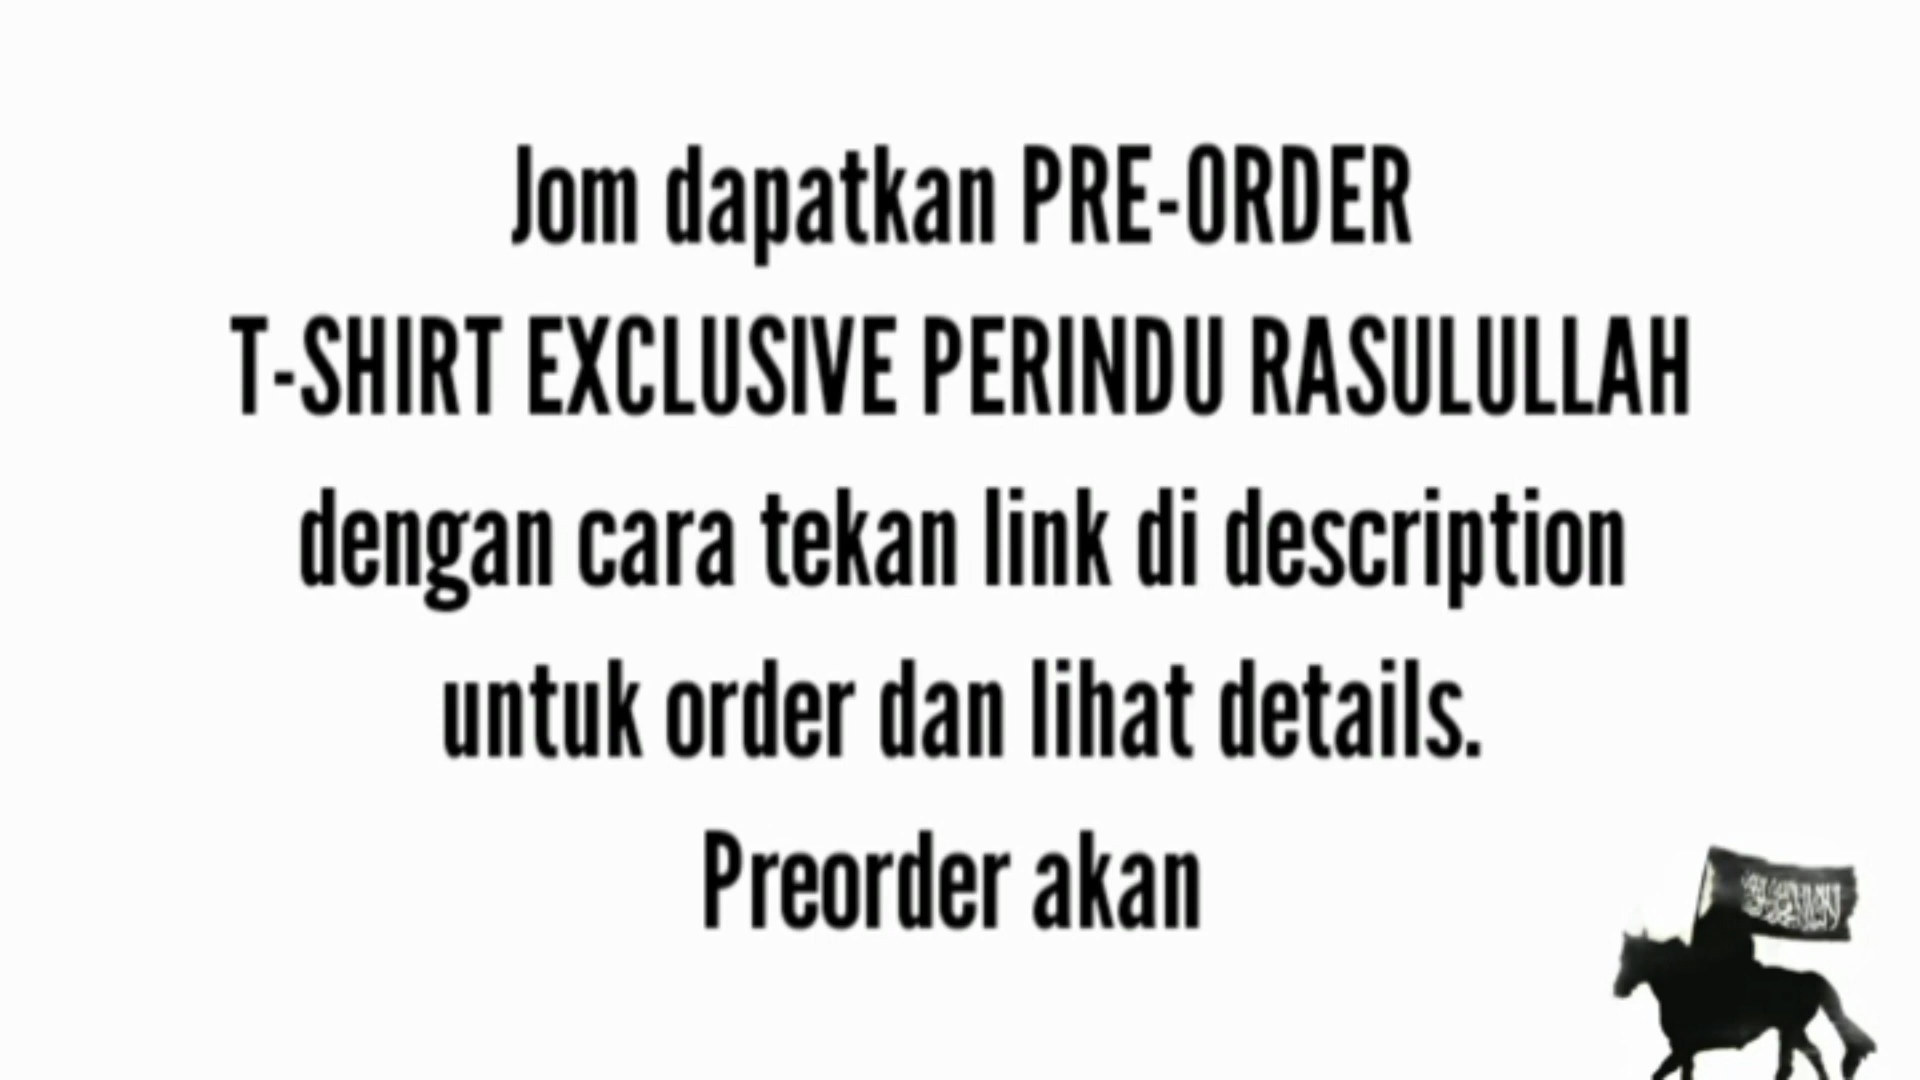 Jom dapatkan PRE-ORDER
T-SHIRT EXCLUSIVE PERINDU RASULULLAH
dengan cara tekan link di description
untuk order dan lihat details.
Preorder akan